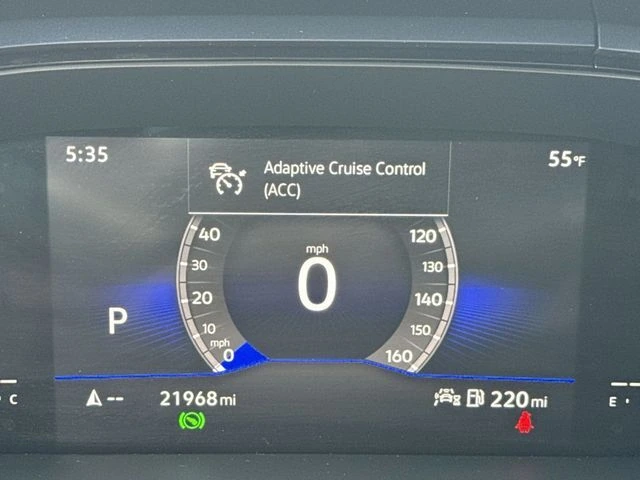 5:35
Adaptive Cruise Control
(ACC)
55°F
40
120
mph
30
0
130
20
140
P
10
150
mph
0
160
C
--
21968 mi
220 mi
E